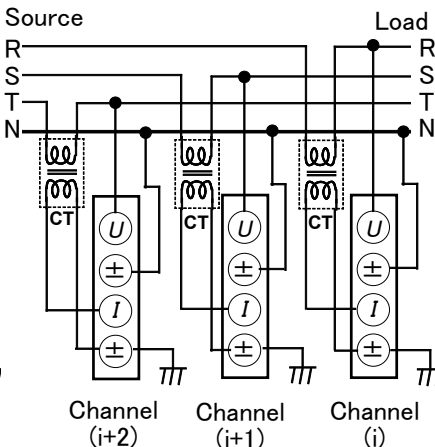 Source Load
R R
S S
T T
N N
CT CT CT
U U U
± ± ±
I I I
± ± ±
Channel Channel Channel
(i+2) (i+1) (i)